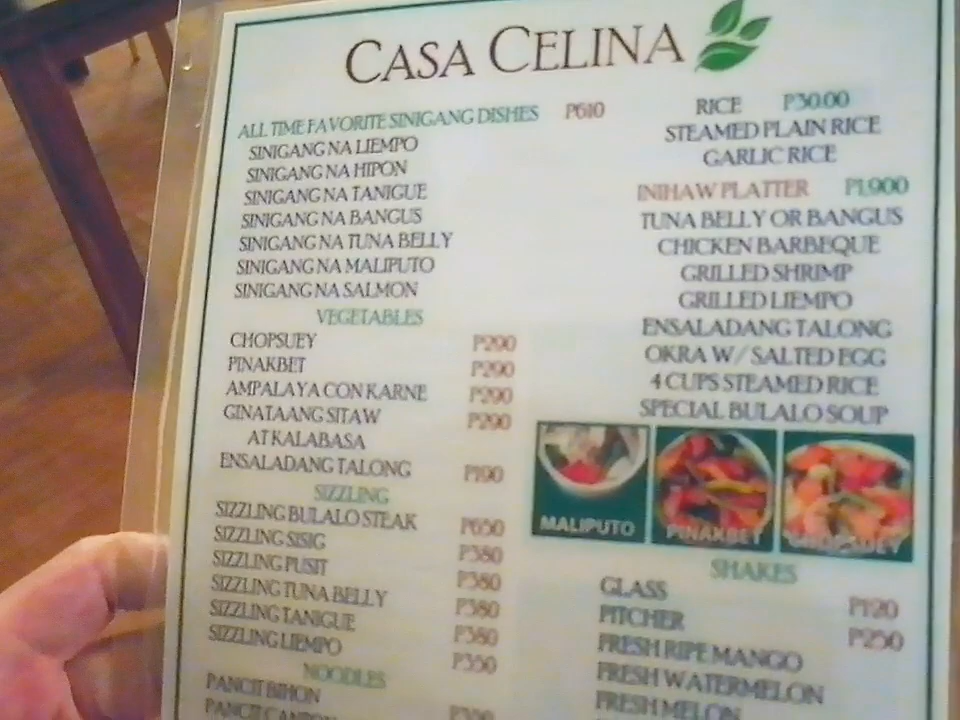 CASA CELINA
ALL TIME FAVORITE SINIGANG DISHES P610
SINIGANG NA LIEMPO
SINIGANG NA HIPON
SINIGANG NA TANIGUE
SINIGANG NA BANGUS
SINIGANG NA TUNA BELLY
SINIGANG NA MALIPUTO
SINIGANG NA SALMON
VEGETABLES
CHOPSUEY P290
PINAKBET P290
AMPALAYA CON KARNE P290
GINATAANG SITAW P290
AT KALABASA
ENSALADANG TALONG P190
SIZZLING
SIZZLING BULALO STEAK P650
SIZZLING SISIG P380
SIZZLING PUSIT P380
SIZZLING TUNA BELLY P380
SIZZLING TANIGUE P380
SIZZLING LIEMPO P350
NOODLES
PANCIT BIHON
PANCIT CANTON
RICE P30.00
STEAMED PLAIN RICE
GARLIC RICE
INIHAW PLATTER P1,900
TUNA BELLY OR BANGUS
CHICKEN BARBEQUE
GRILLED SHRIMP
GRILLED LIEMPO
ENSALADANG TALONG
OKRA W/ SALTED EGG
4 CUPS STEAMED RICE
SPECIAL BULALO SOUP
MALIPUTO PINAKBET CHOPSUEY
SHAKES
GLASS P120
PITCHER P250
FRESH RIPE MANGO
FRESH WATERMELON
FRESH MELON